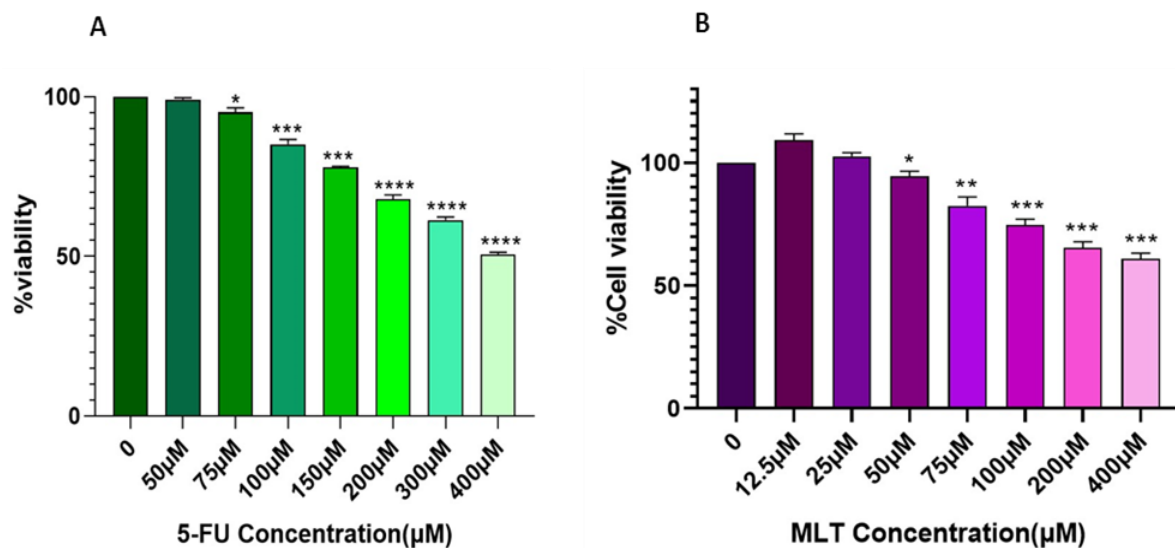 A
%viability
100
50
0
*
***
***
****
****
****
0
50µM
75µM
100µM
150µM
200µM
300µM
400µM
5-FU Concentration(µM)
B
%Cell viability
100
50
0
*
**
***
***
***
0
12.5µM
25µM
50µM
75µM
100µM
200µM
400µM
MLT Concentration(µM)